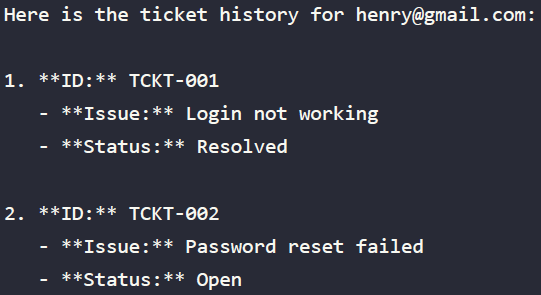 Here is the ticket history for henry@gmail.com:
1. **ID:** TCKT-001
- **Issue:** Login not working
- **Status:** Resolved
2. **ID:** TCKT-002
- **Issue:** Password reset failed
- **Status:** Open